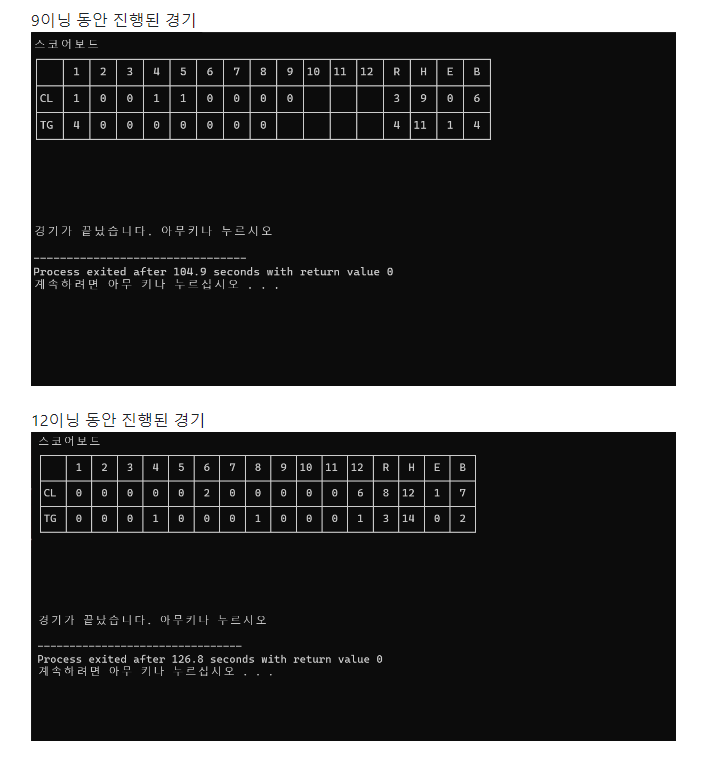 9이닝 동안 진행된 경기
스코어보드
1 2 3 4 5 6 7 8 9 10 11 12 R H E B
CL 1 0 0 1 1 0 0 0 0 3 9 0 6
TG 4 0 0 0 0 0 0 0 4 11 1 4
경기가 끝났습니다. 아무키나 누르시오
--------------------------------
Process exited after 104.9 seconds with return value 0
계속하려면 아무 키나 누르십시오 . . .
12이닝 동안 진행된 경기
스코어보드
1 2 3 4 5 6 7 8 9 10 11 12 R H E B
CL 0 0 0 0 0 2 0 0 0 0 0 6 8 12 1 7
TG 0 0 0 1 0 0 0 1 0 0 0 1 3 14 0 2
경기가 끝났습니다. 아무키나 누르시오
--------------------------------
Process exited after 126.8 seconds with return value 0
계속하려면 아무 키나 누르십시오 . . .